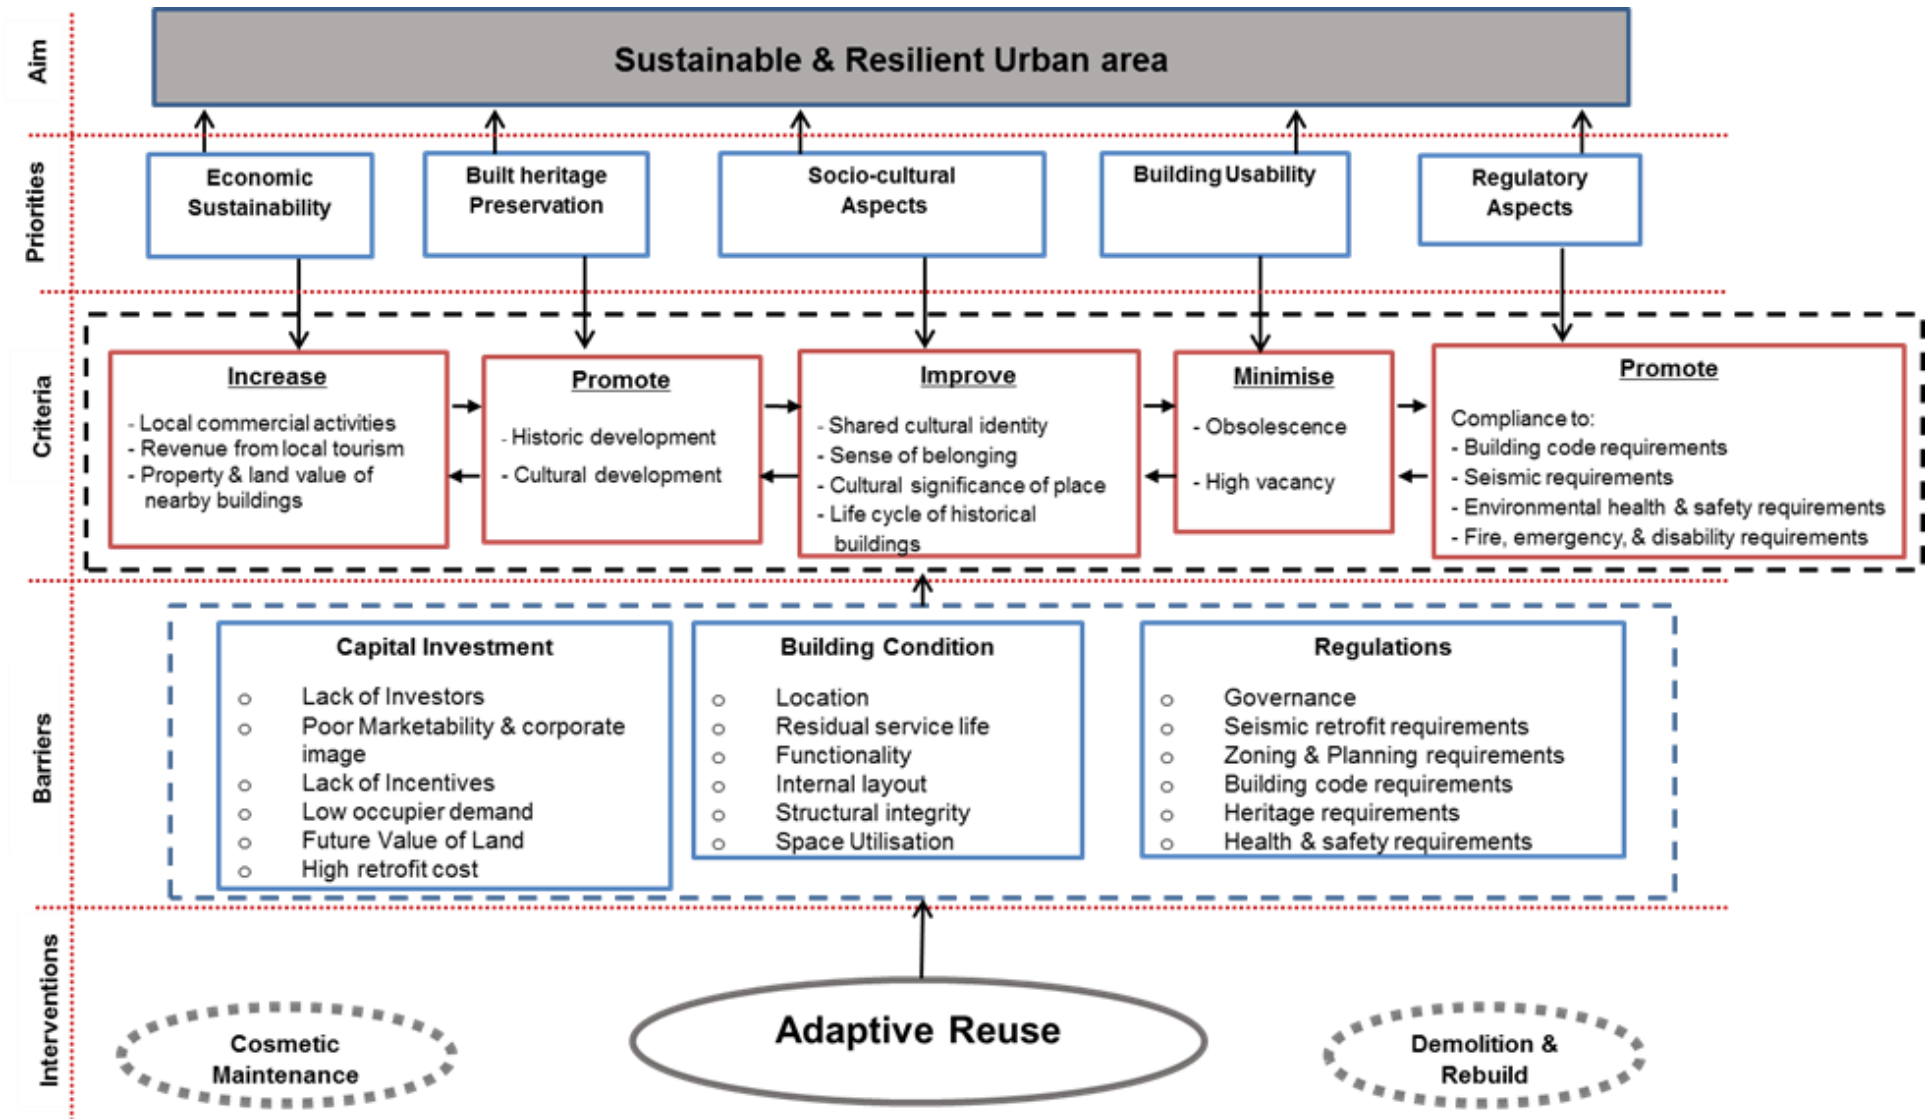 Aim
Sustainable & Resilient Urban area
Priorities
Economic
Sustainability
Built heritage
Preservation
Socio-cultural
Aspects
Building Usability
Regulatory
Aspects
Criteria
Increase
- Local commercial activities
- Revenue from local tourism
- Property & land value of
nearby buildings
Promote
- Historic development
- Cultural development
Improve
- Shared cultural identity
- Sense of belonging
- Cultural significance of place
- Life cycle of historical
buildings
Minimise
- Obsolescence
- High vacancy
Promote
Compliance to:
- Building code requirements
- Seismic requirements
- Environmental health & safety requirements
- Fire, emergency, & disability requirements
Barriers
Capital Investment
o Lack of Investors
o Poor Marketability & corporate
image
o Lack of Incentives
o Low occupier demand
o Future Value of Land
o High retrofit cost
Building Condition
o Location
o Residual service life
o Functionality
o Internal layout
o Structural integrity
o Space Utilisation
Regulations
o Governance
o Seismic retrofit requirements
o Zoning & Planning requirements
o Building code requirements
o Heritage requirements
o Health & safety requirements
Interventions
Cosmetic
Maintenance
Adaptive Reuse
Demolition &
Rebuild